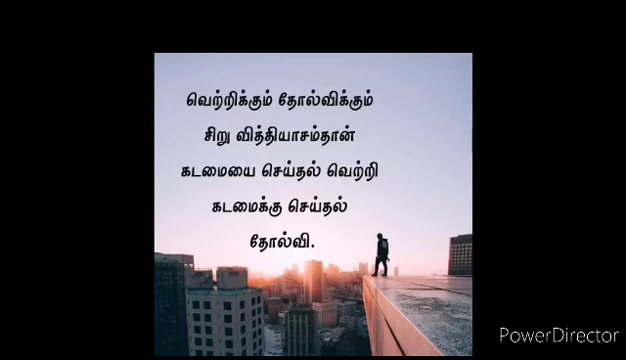 வெற்றிக்கும் தோல்விக்கும்
சிறு வித்தியாசம்தான்
கடமையை செய்தல் வெற்றி
கடமைக்கு செய்தல்
தோல்வி.
PowerDirector